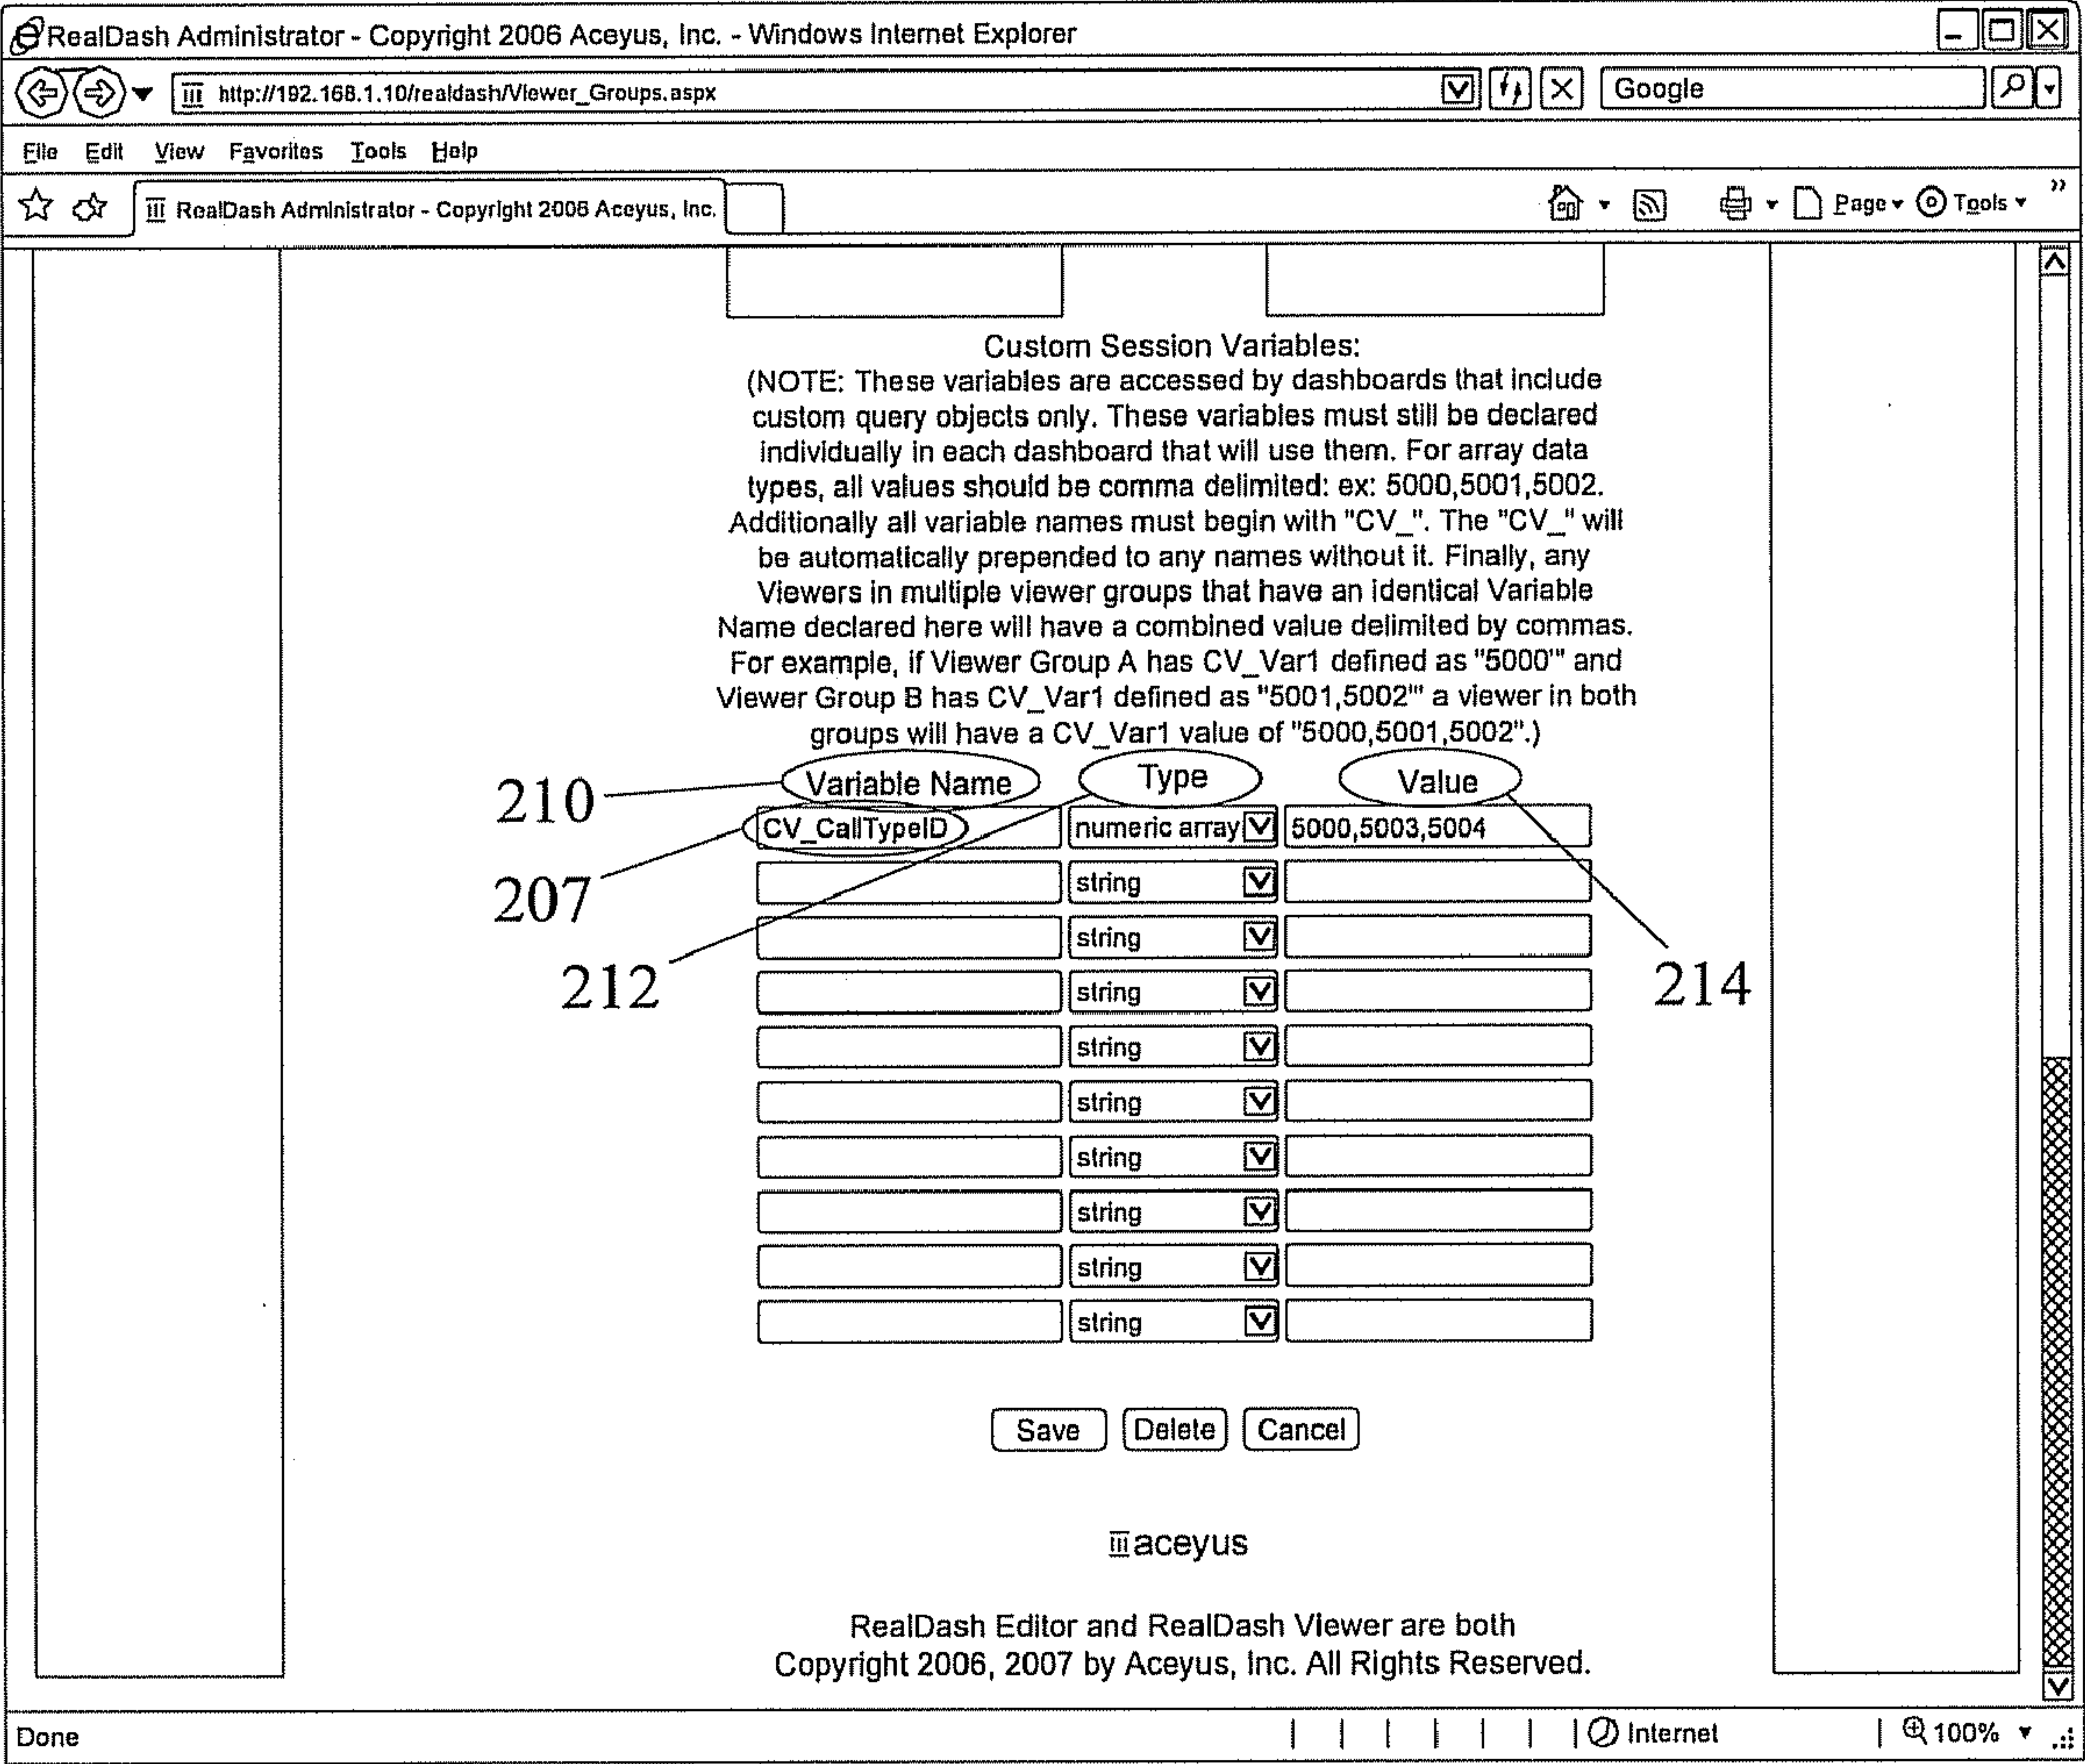 RealDash Administrator - Copyright 2006 Aceyus, Inc. - Windows Internet Explorer
http://192.168.1.10/realdash/Viewer_Groups.aspx
Google
File Edit View Favorites Tools Help
RealDash Administrator - Copyright 2006 Aceyus, Inc.
Page Tools »
Custom Session Variables:
(NOTE: These variables are accessed by dashboards that include
custom query objects only. These variables must still be declared
individually in each dashboard that will use them. For array data
types, all values should be comma delimited: ex: 5000,5001,5002.
Additionally all variable names must begin with "CV_". The "CV_" will
be automatically prepended to any names without it. Finally, any
Viewers in multiple viewer groups that have an identical Variable
Name declared here will have a combined value delimited by commas.
For example, if Viewer Group A has CV_Var1 defined as "5000'" and
Viewer Group B has CV_Var1 defined as "5001,5002'" a viewer in both
groups will have a CV_Var1 value of "5000,5001,5002".)
210 Variable Name Type Value
CV_CallTypeID numeric array 5000,5003,5004
207 string
string
212 string 214
string
string
string
string
string
string
Save Delete Cancel
aceyus
RealDash Editor and RealDash Viewer are both
Copyright 2006, 2007 by Aceyus, Inc. All Rights Reserved.
Done Internet 100%